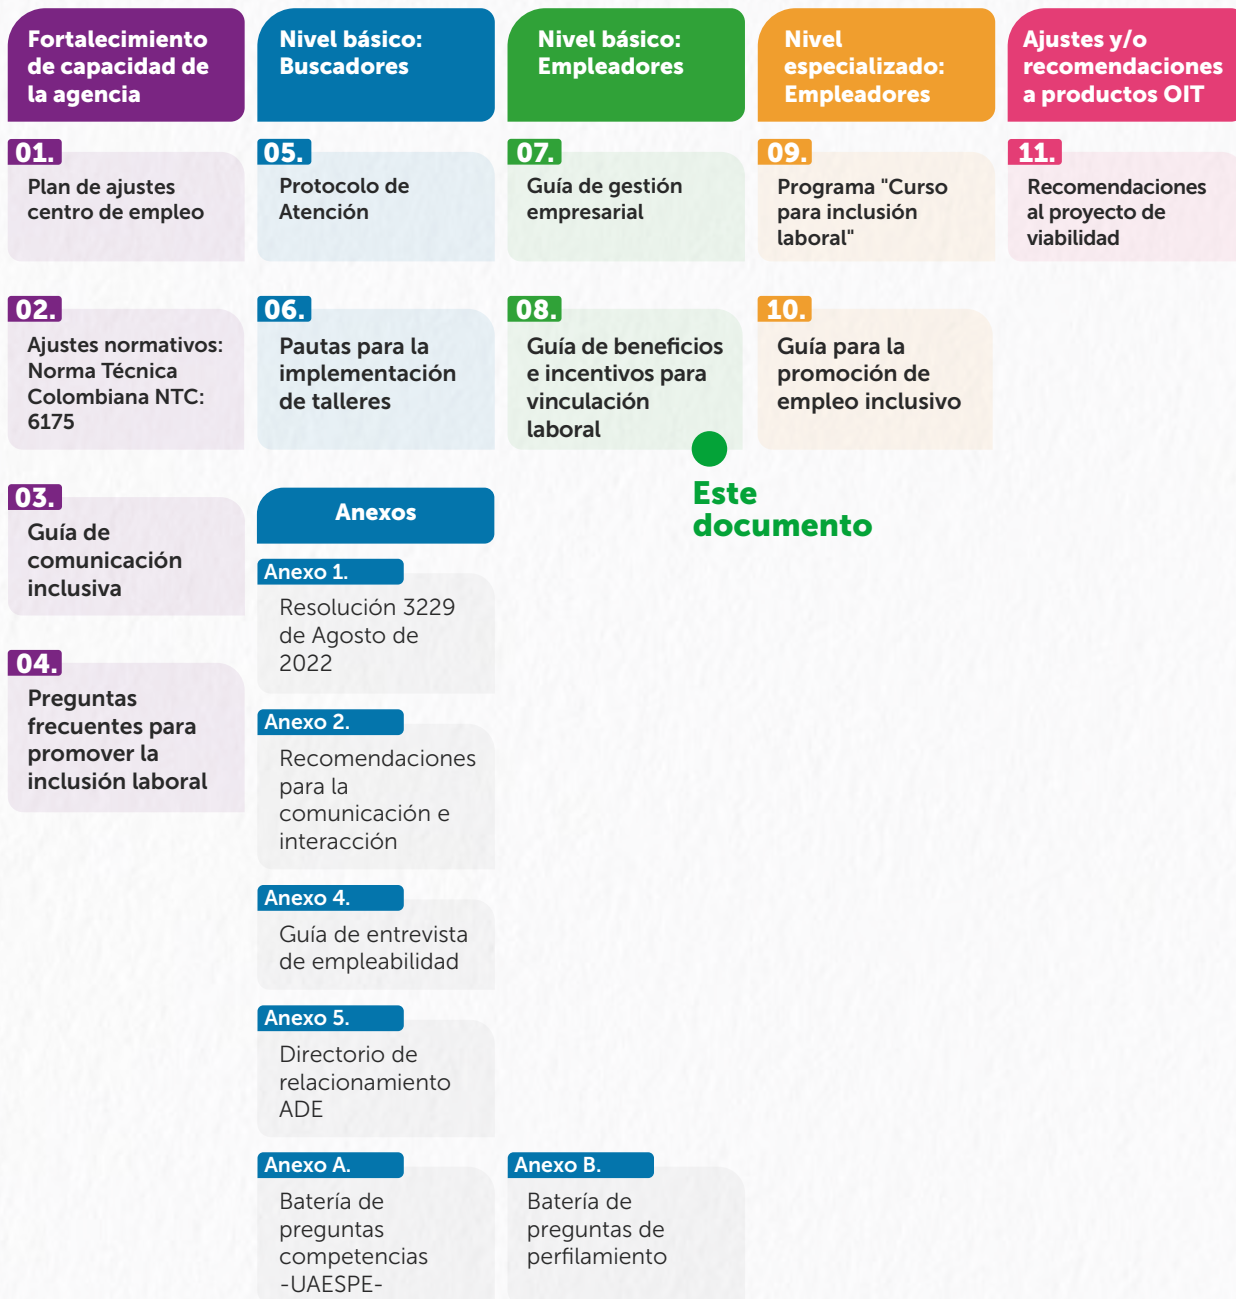 Fortalecimiento
de capacidad de
la agencia
01.
Plan de ajustes
centro de empleo
02.
Ajustes normativos:
Norma Técnica
Colombiana NTC:
6175
03.
Guía de
comunicación
inclusiva
04.
Preguntas
frecuentes para
promover la
inclusión laboral
Nivel básico:
Buscadores
05.
Protocolo de
Atención
06.
Pautas para la
implementación
de talleres
Anexos
Anexo 1.
Resolución 3229
de Agosto de
2022
Anexo 2.
Recomendaciones
para la
comunicación e
interacción
Anexo 4.
Guía de entrevista
de empleabilidad
Anexo 5.
Directorio de
relacionamiento
ADE
Anexo A.
Batería de
preguntas
competencias
-UAESPE-
Anexo B.
Batería de
preguntas de
perfilamiento
Nivel básico:
Empleadores
07.
Guía de gestión
empresarial
08.
Guía de beneficios
e incentivos para
vinculación
laboral
Este
documento
Nivel
especializado:
Empleadores
09.
Programa "Curso
para inclusión
laboral"
10.
Guía para la
promoción de
empleo inclusivo
Ajustes y/o
recomendaciones
a productos OIT
11.
Recomendaciones
al proyecto de
viabilidad